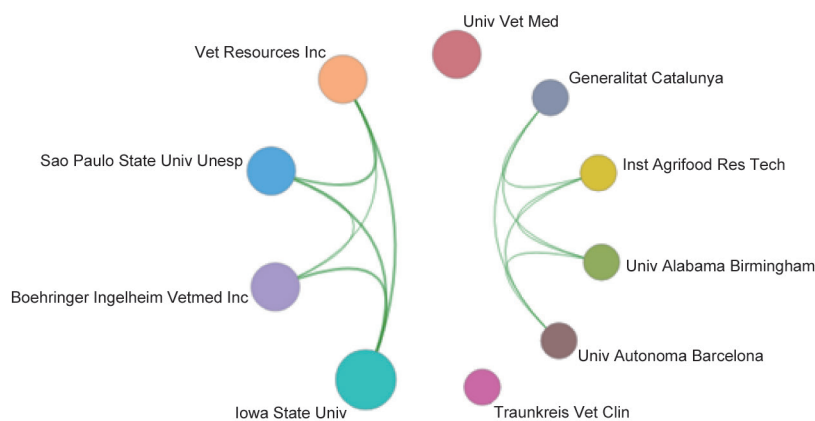 Univ Vet Med
Vet Resources Inc
Generalitat Catalunya
Sao Paulo State Univ Unesp
Inst Agrifood Res Tech
Univ Alabama Birmingham
Boehringer Ingelheim Vetmed Inc
Univ Autonoma Barcelona
Iowa State Univ
Traunkreis Vet Clin